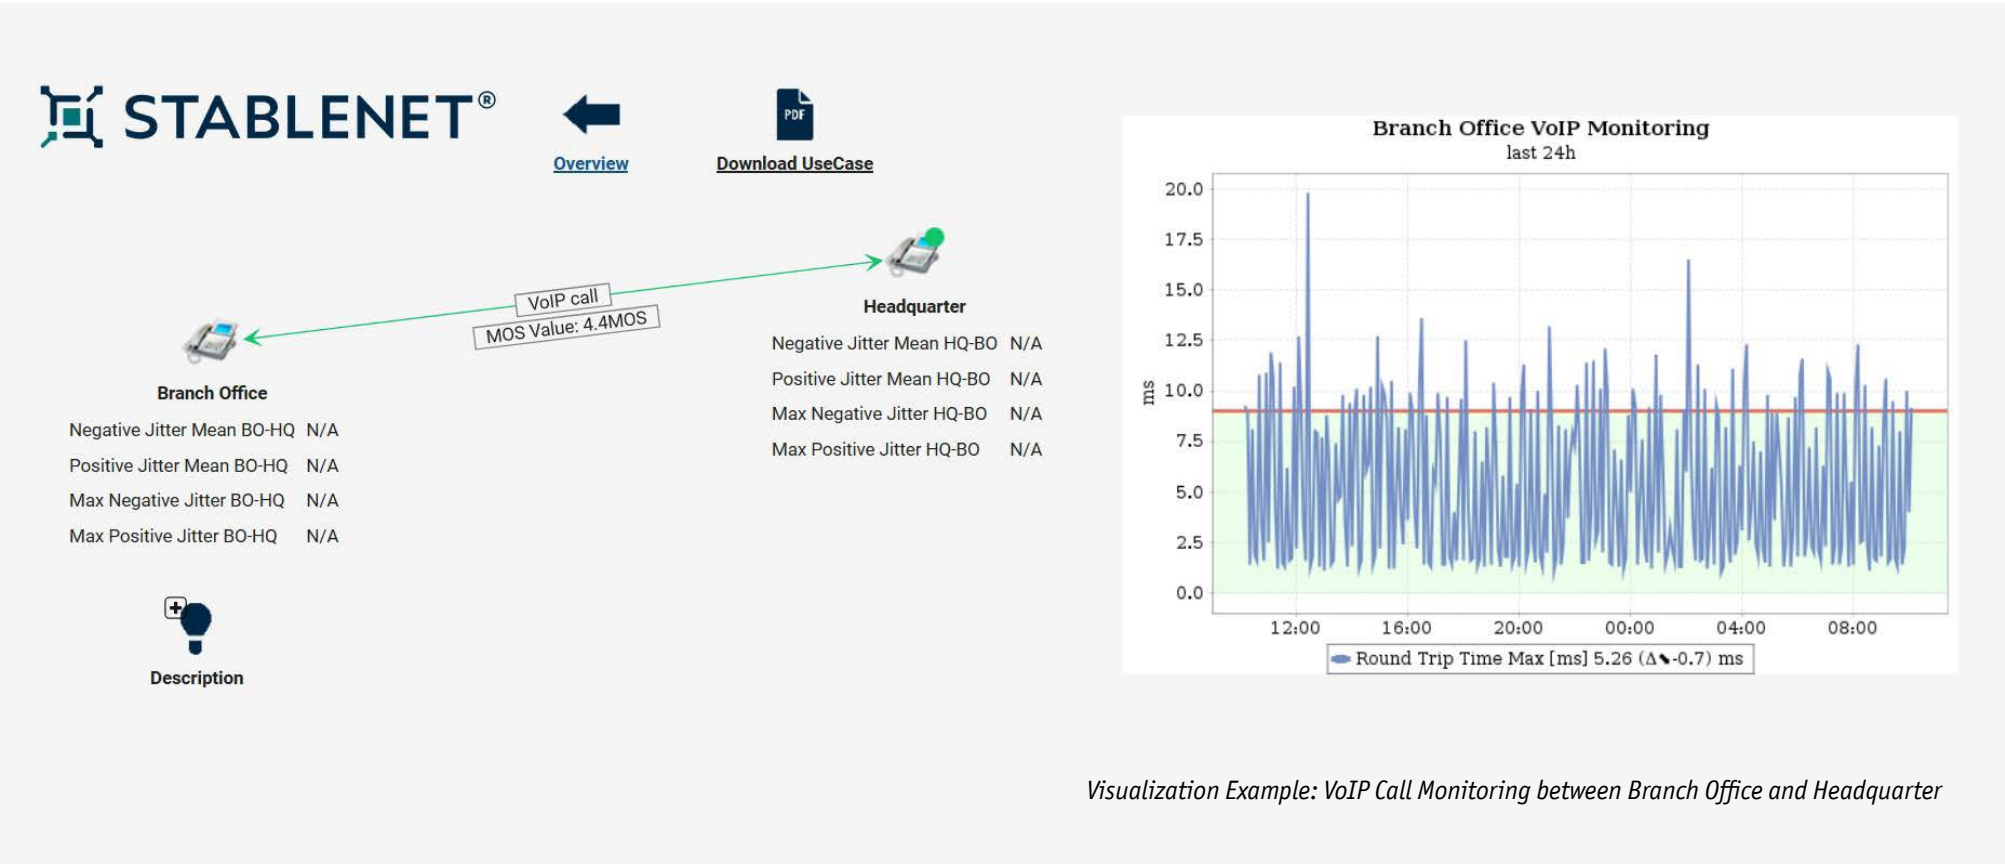 STABLENET®
Overview
PDF
Download UseCase
VoIP call
MOS Value: 4.4MOS
Branch Office
Negative Jitter Mean BO-HQ N/A
Positive Jitter Mean BO-HQ N/A
Max Negative Jitter BO-HQ N/A
Max Positive Jitter BO-HQ N/A
Headquarter
Negative Jitter Mean HQ-BO N/A
Positive Jitter Mean HQ-BO N/A
Max Negative Jitter HQ-BO N/A
Max Positive Jitter HQ-BO N/A
Description
Branch Office VoIP Monitoring
last 24h
ms
20.0
17.5
15.0
12.5
10.0
7.5
5.0
2.5
0.0
12:00 16:00 20:00 00:00 04:00 08:00
Round Trip Time Max [ms] 5.26 (Δ⬊-0.7) ms
Visualization Example: VoIP Call Monitoring between Branch Office and Headquarter